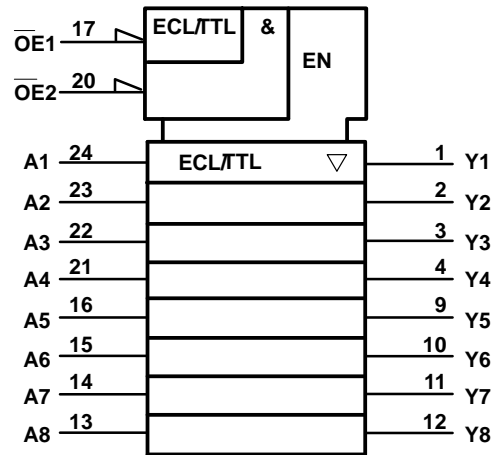 OE1 17 ECL/TTL & EN
OE2 20
A1 24 ECL/TTL ▽ 1 Y1
A2 23 2 Y2
A3 22 3 Y3
A4 21 4 Y4
A5 16 9 Y5
A6 15 10 Y6
A7 14 11 Y7
A8 13 12 Y8